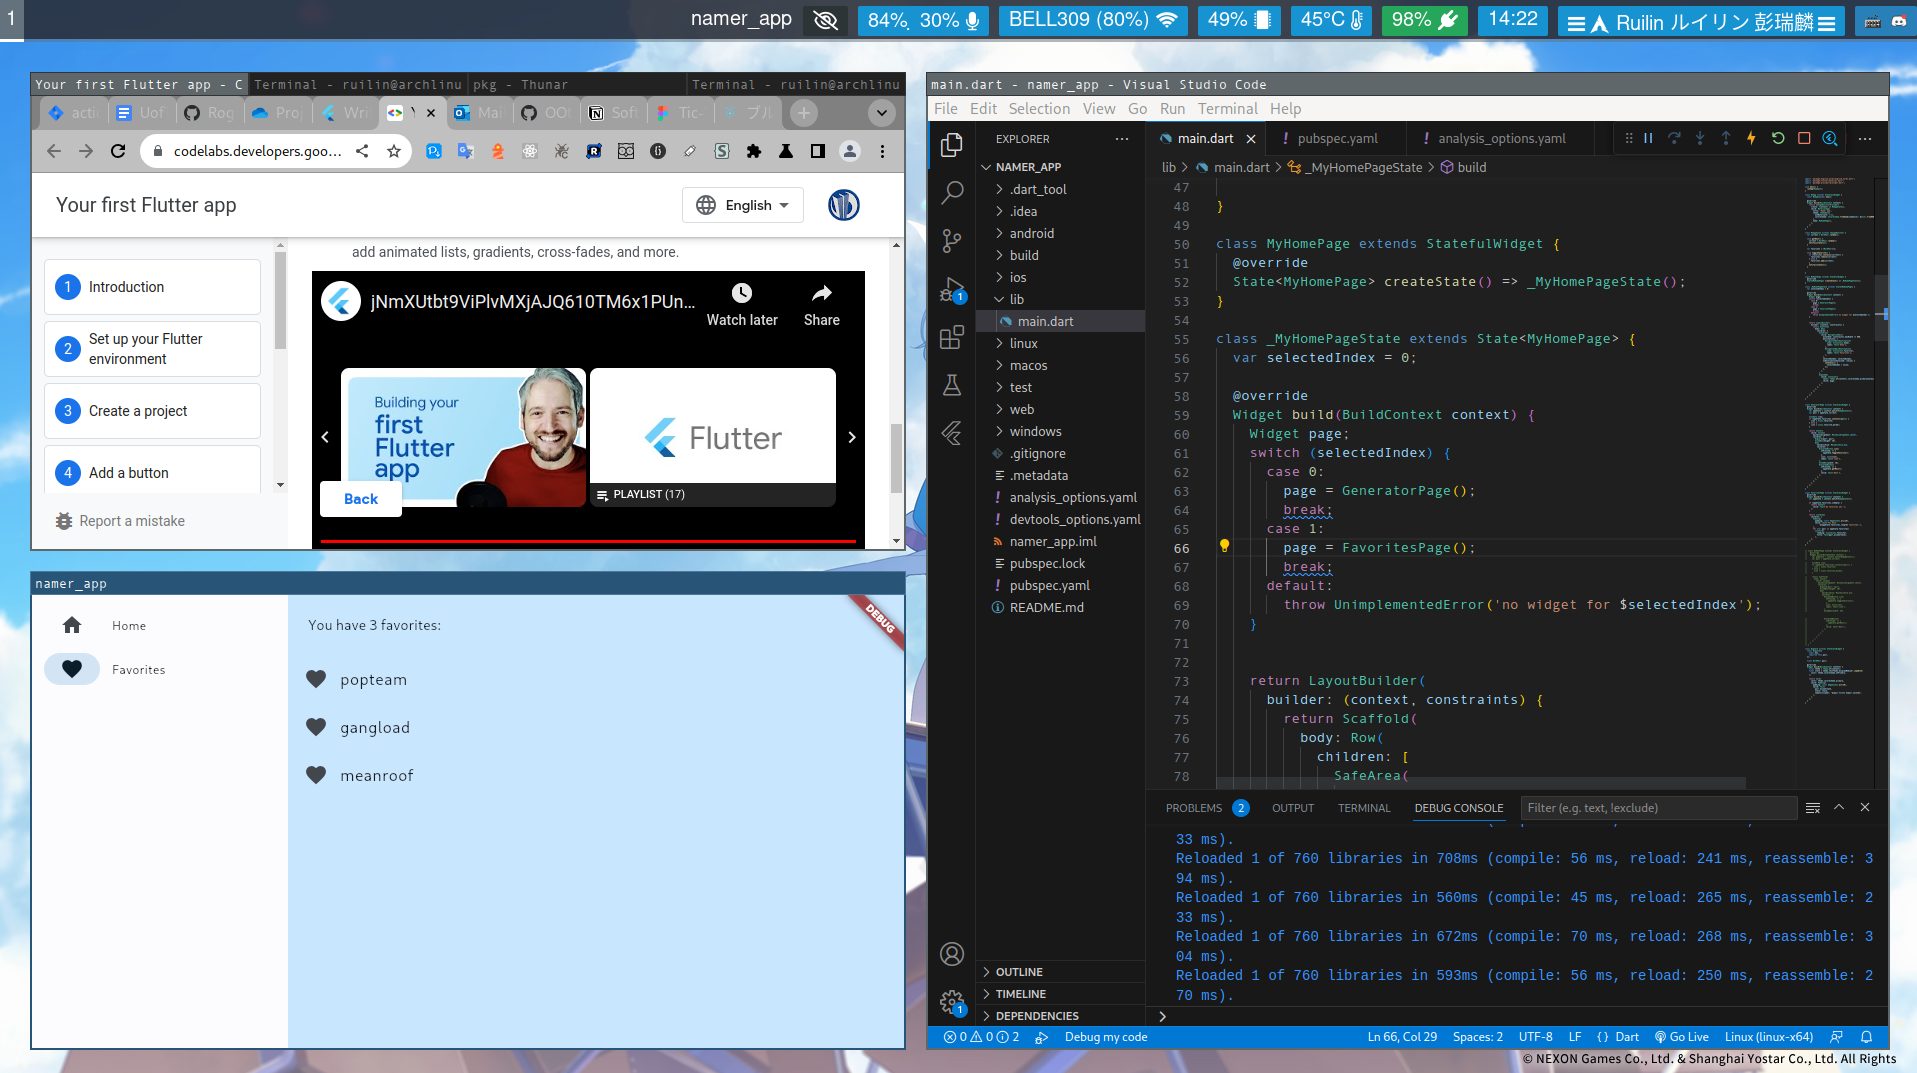 1
namer_app
84%, 30%
BELL309 (80%)
49%
45°C
98%
14:22
Ruilin ルイリン 彭瑞麟
Your first Flutter app - C
Terminal - ruilin@archlinu
pkg - Thunar
Terminal - ruilin@archlinu
acti
Uof
Rog
Pro
Wri
Y
Mai
OO
Sof
Tic-
ブル
codelabs.developers.goo...
Your first Flutter app
English
add animated lists, gradients, cross-fades, and more.
1 Introduction
2 Set up your Flutter
environment
3 Create a project
4 Add a button
Report a mistake
jNmXUtbt9ViPlvMXjAJQ610TM6x1PUn...
Watch later
Share
Building your
first
Flutter
app
Flutter
PLAYLIST (17)
Back
namer_app
Home
Favorites
You have 3 favorites:
popteam
gangload
meanroof
DEBUG
main.dart - namer_app - Visual Studio Code
File Edit Selection View Go Run Terminal Help
EXPLORER
NAMER_APP
.dart_tool
.idea
android
build
ios
lib
main.dart
linux
macos
test
web
windows
.gitignore
.metadata
analysis_options.yaml
devtools_options.yaml
namer_app.iml
pubspec.lock
pubspec.yaml
README.md
OUTLINE
TIMELINE
DEPENDENCIES
1
1
main.dart
! pubspec.yaml
! analysis_options.yaml
lib > main.dart > _MyHomePageState > build
47
48 }
49
50 class MyHomePage extends StatefulWidget {
51 @override
52 State<MyHomePage> createState() => _MyHomePageState();
53 }
54
55 class _MyHomePageState extends State<MyHomePage> {
56 var selectedIndex = 0;
57
58 @override
59 Widget build(BuildContext context) {
60 Widget page;
61 switch (selectedIndex) {
62 case 0:
63 page = GeneratorPage();
64 break;
65 case 1:
66 page = FavoritesPage();
67 break;
68 default:
69 throw UnimplementedError('no widget for $selectedIndex');
70 }
71
72
73 return LayoutBuilder(
74 builder: (context, constraints) {
75 return Scaffold(
76 body: Row(
77 children: [
78 SafeArea(
PROBLEMS 2 OUTPUT TERMINAL DEBUG CONSOLE Filter (e.g. text, !exclude)
33 ms).
Reloaded 1 of 760 libraries in 708ms (compile: 56 ms, reload: 241 ms, reassemble: 3
94 ms).
Reloaded 1 of 760 libraries in 560ms (compile: 45 ms, reload: 265 ms, reassemble: 2
33 ms).
Reloaded 1 of 760 libraries in 672ms (compile: 70 ms, reload: 268 ms, reassemble: 3
04 ms).
Reloaded 1 of 760 libraries in 593ms (compile: 56 ms, reload: 250 ms, reassemble: 2
70 ms).
0 0 2 Debug my code
Ln 66, Col 29 Spaces: 2 UTF-8 LF { } Dart Go Live Linux (linux-x64)
© NEXON Games Co., Ltd. & Shanghai Yostar Co., Ltd. All Rights